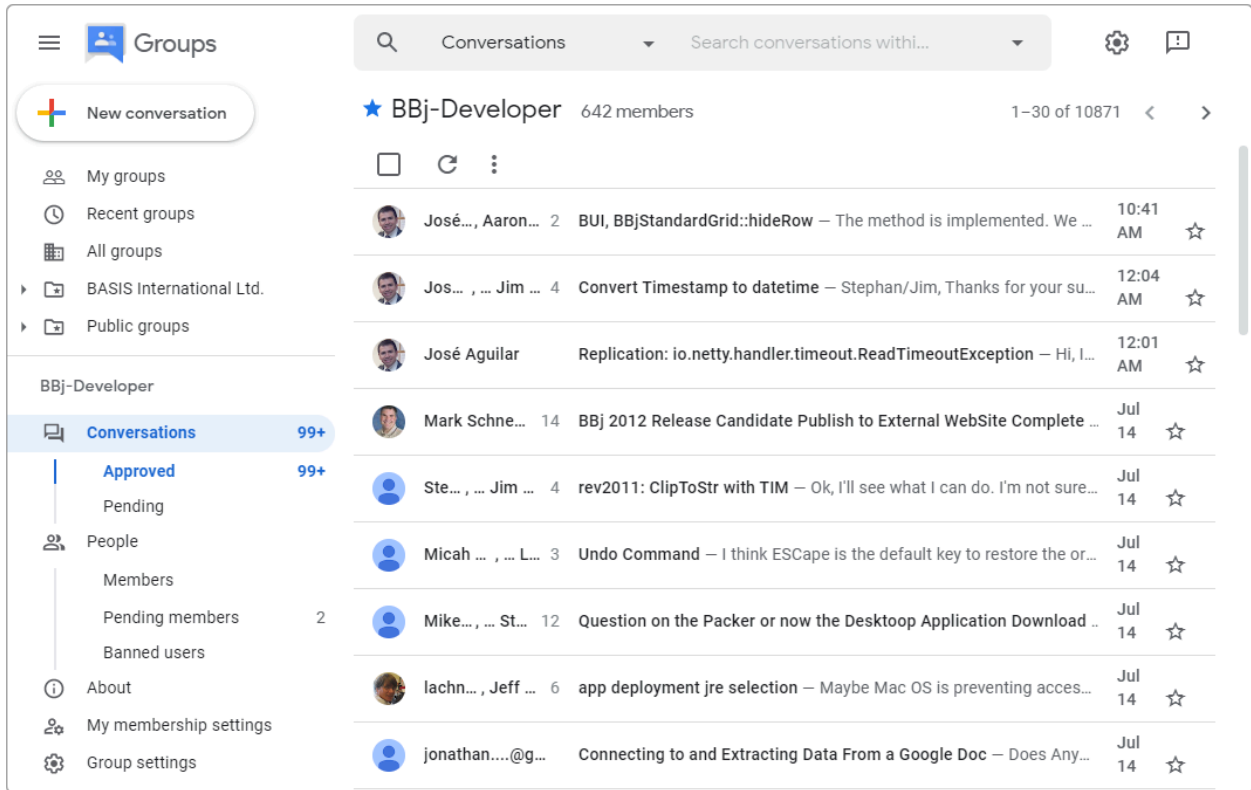 Groups
Conversations
Search conversations withi...
New conversation
My groups
Recent groups
All groups
BASIS International Ltd.
Public groups
BBj-Developer
Conversations 99+
Approved 99+
Pending
People
Members
Pending members 2
Banned users
About
My membership settings
Group settings
BBj-Developer 642 members
1–30 of 10871
José..., Aaron... 2 BUI, BBjStandardGrid::hideRow — The method is implemented. We ... 10:41 AM
Jos... , ... Jim ... 4 Convert Timestamp to datetime — Stephan/Jim, Thanks for your su... 12:04 AM
José Aguilar Replication: io.netty.handler.timeout.ReadTimeoutException — Hi, I... 12:01 AM
Mark Schne... 14 BBj 2012 Release Candidate Publish to External WebSite Complete ... Jul 14
Ste... , ... Jim ... 4 rev2011: ClipToStr with TIM — Ok, I'll see what I can do. I'm not sure... Jul 14
Micah ... , ... L... 3 Undo Command — I think ESCape is the default key to restore the or... Jul 14
Mike..., ... St... 12 Question on the Packer or now the Desktoop Application Download .. Jul 14
lachn... , Jeff ... 6 app deployment jre selection — Maybe Mac OS is preventing acces... Jul 14
jonathan....@g... Connecting to and Extracting Data From a Google Doc — Does Any... Jul 14